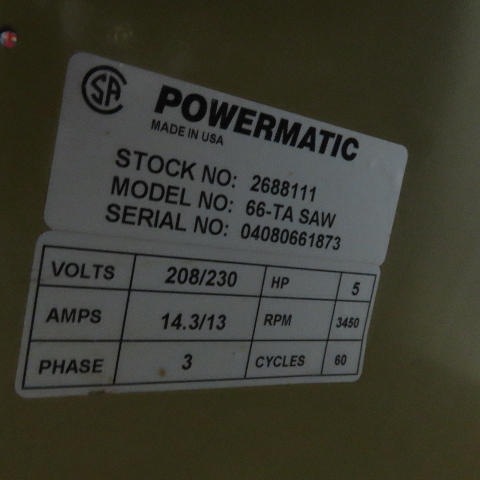 SA POWERMATIC
MADE IN USA
STOCK NO: 2688111
MODEL NO: 66-TA SAW
SERIAL NO: 04080661873
VOLTS 208/230 HP 5
AMPS 14.3/13 RPM 3450
PHASE 3 CYCLES 60